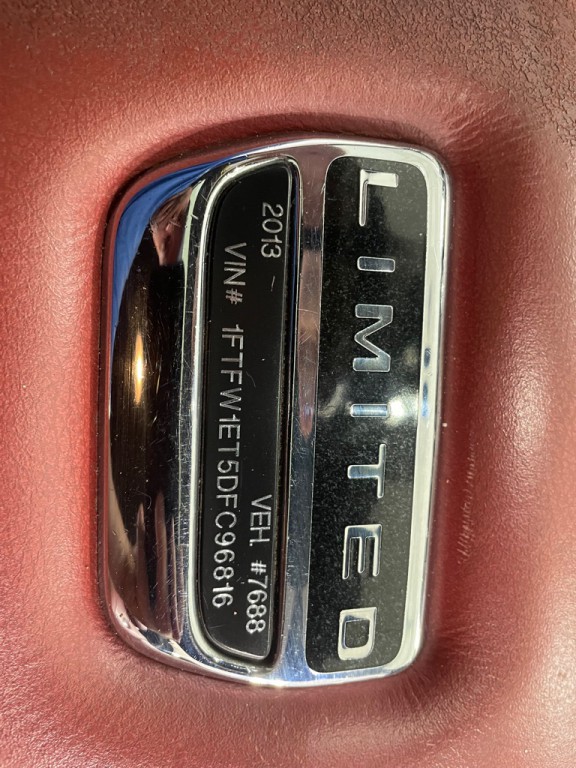 LIMITED
2013 VEH. #7688
VIN# 1FTFW1ET5DFC96816